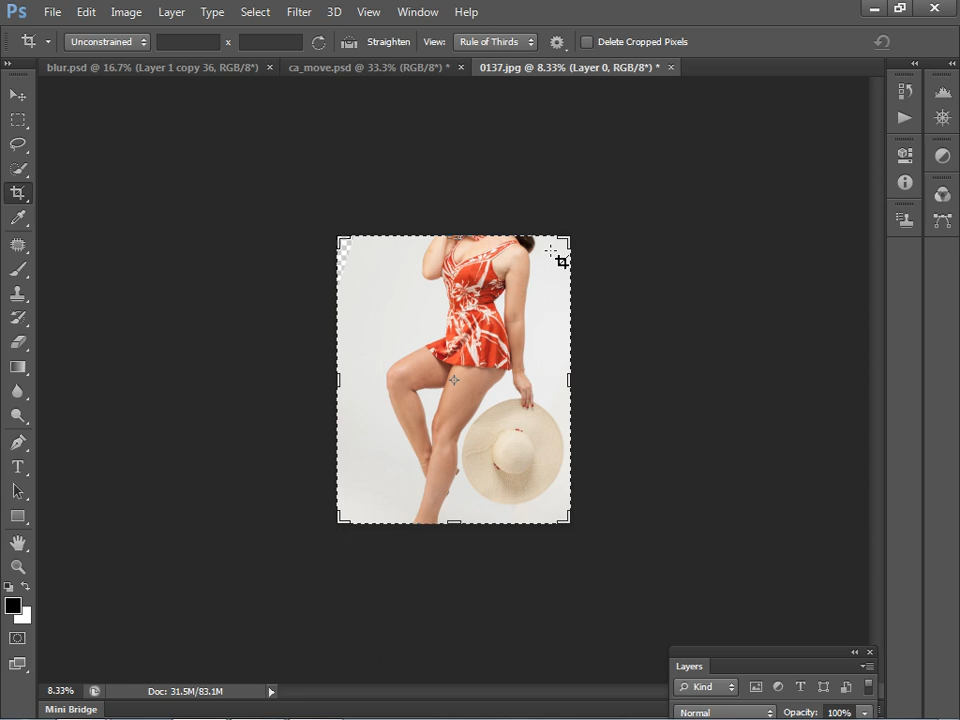 Ps File Edit Image Layer Type Select Filter 3D View Window Help
Unconstrained x Straighten View: Rule of Thirds Delete Cropped Pixels
blur.psd @ 16.7% (Layer 1 copy 36, RGB/8*) × ca_move.psd @ 33.3% (RGB/8*) * × 0137.jpg @ 8.33% (Layer 0, RGB/8*) * ×
T
8.33% Doc: 31.5M/83.1M
Mini Bridge
Layers
Kind T
Normal Opacity: 100%